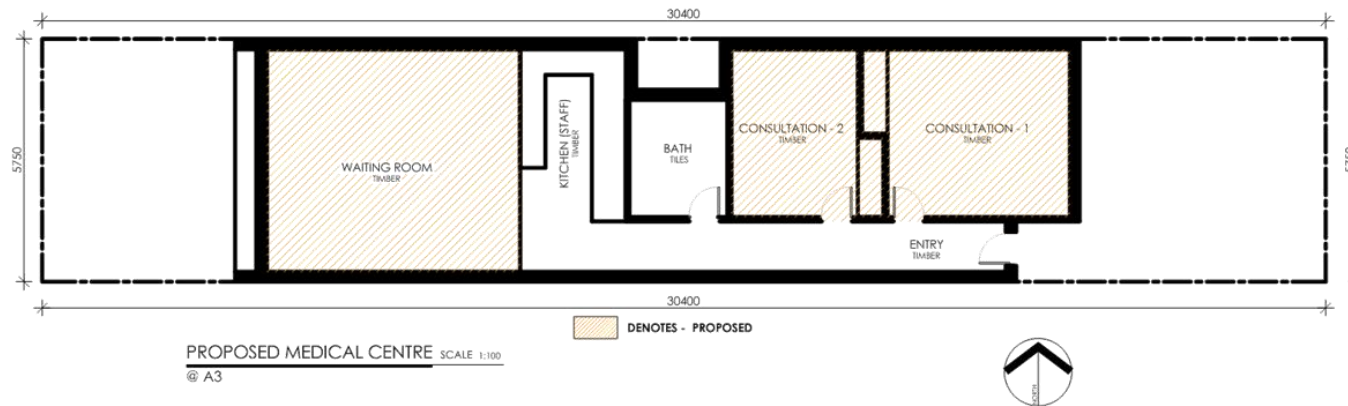 30400
5750
WAITING ROOM
TIMBER
KITCHEN (STAFF)
TIMBER
BATH
TILES
CONSULTATION - 2
TIMBER
CONSULTATION - 1
TIMBER
5750
ENTRY
TIMBER
30400
DENOTES - PROPOSED
PROPOSED MEDICAL CENTRE SCALE 1:100
@ A3